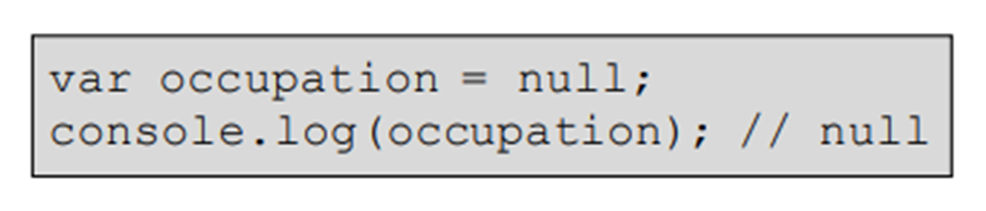 var occupation = null;
console.log(occupation); // null